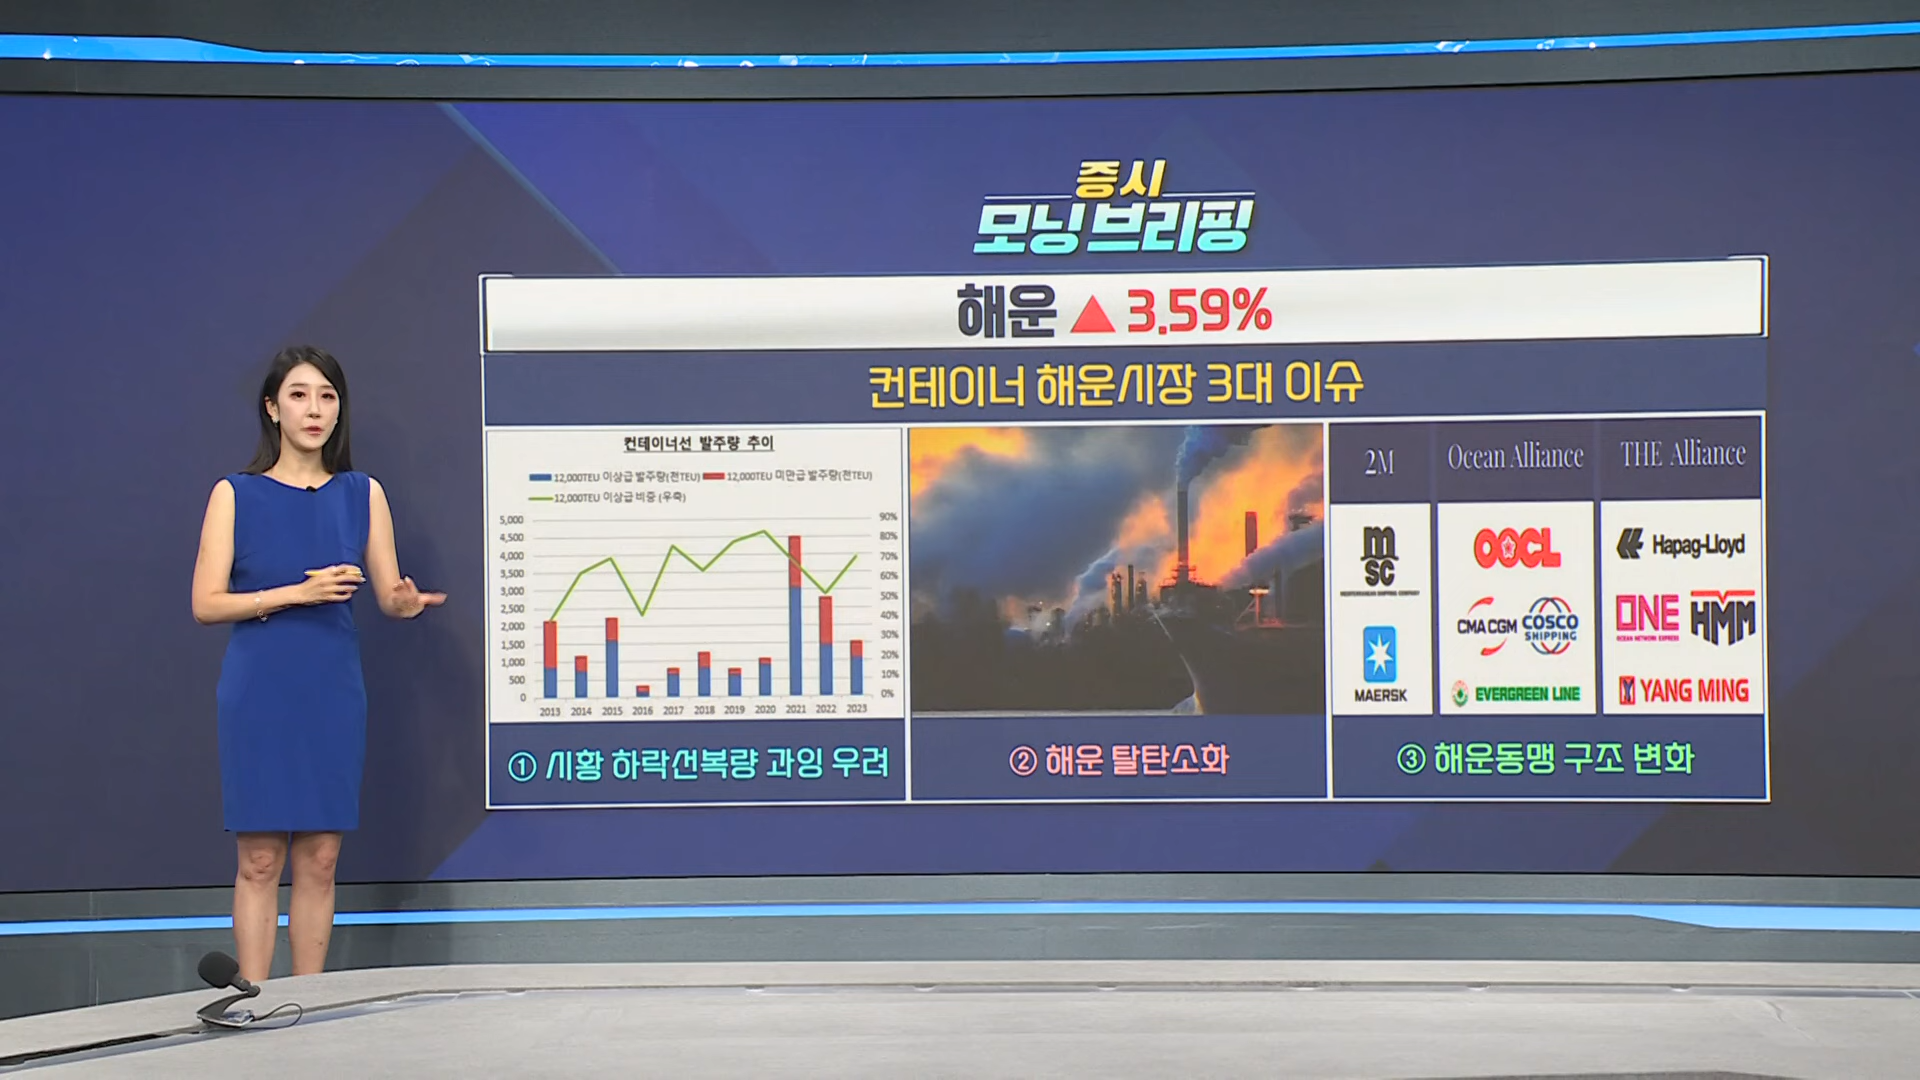 증시
모닝브리핑
해운 ▲ 3.59%
컨테이너 해운시장 3대 이슈
컨테이너선 발주량 추이
12,000TEU 이상급 발주량(천TEU) 12,000TEU 미만급 발주량(천TEU)
12,000TEU 이상급 비중 (우축)
5,000
4,500
4,000
3,500
3,000
2,500
2,000
1,500
1,000
500
0
90%
80%
70%
60%
50%
40%
30%
20%
10%
0%
2013 2014 2015 2016 2017 2018 2019 2020 2021 2022 2023
① 시황 하락선복량 과잉 우려
② 해운 탈탄소화
2M
msc
MEDITERRANEAN SHIPPING COMPANY
MAERSK
Ocean Alliance
OOCL
CMA CGM
COSCO
SHIPPING
EVERGREEN LINE
THE Alliance
Hapag-Lloyd
ONE
OCEAN NETWORK EXPRESS
HMM
YANG MING
③ 해운동맹 구조 변화